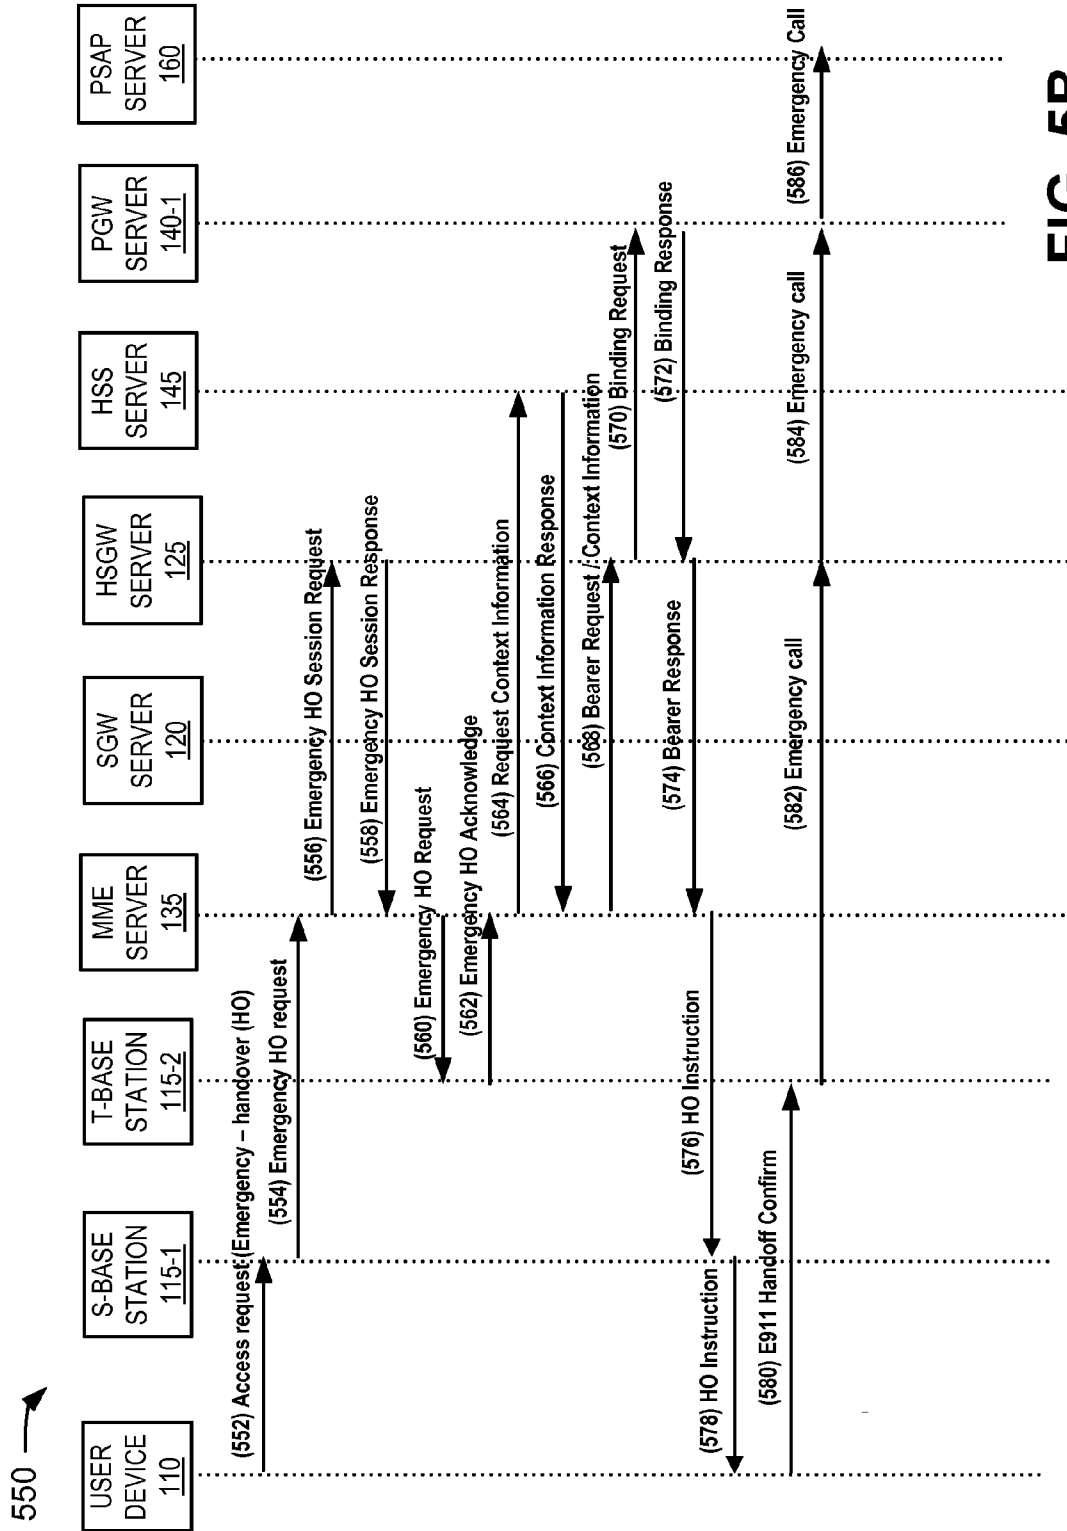 550
USER
DEVICE
110
S-BASE
STATION
115-1
T-BASE
STATION
115-2
MME
SERVER
135
SGW
SERVER
120
HSGW
SERVER
125
HSS
SERVER
145
PGW
SERVER
140-1
PSAP
SERVER
160
(552) Access request (Emergency – handover (HO)
(554) Emergency HO request
(556) Emergency HO Session Request
(558) Emergency HO Session Response
(560) Emergency HO Request
(562) Emergency HO Acknowledge
(564) Request Context Information
(566) Context Information Response
(568) Bearer Request / Context Information
(570) Binding Request
(572) Binding Response
(574) Bearer Response
(576) HO Instruction
(578) HO Instruction
(580) E911 Handoff Confirm
(582) Emergency call
(584) Emergency call
(586) Emergency Call
FIG. 5B